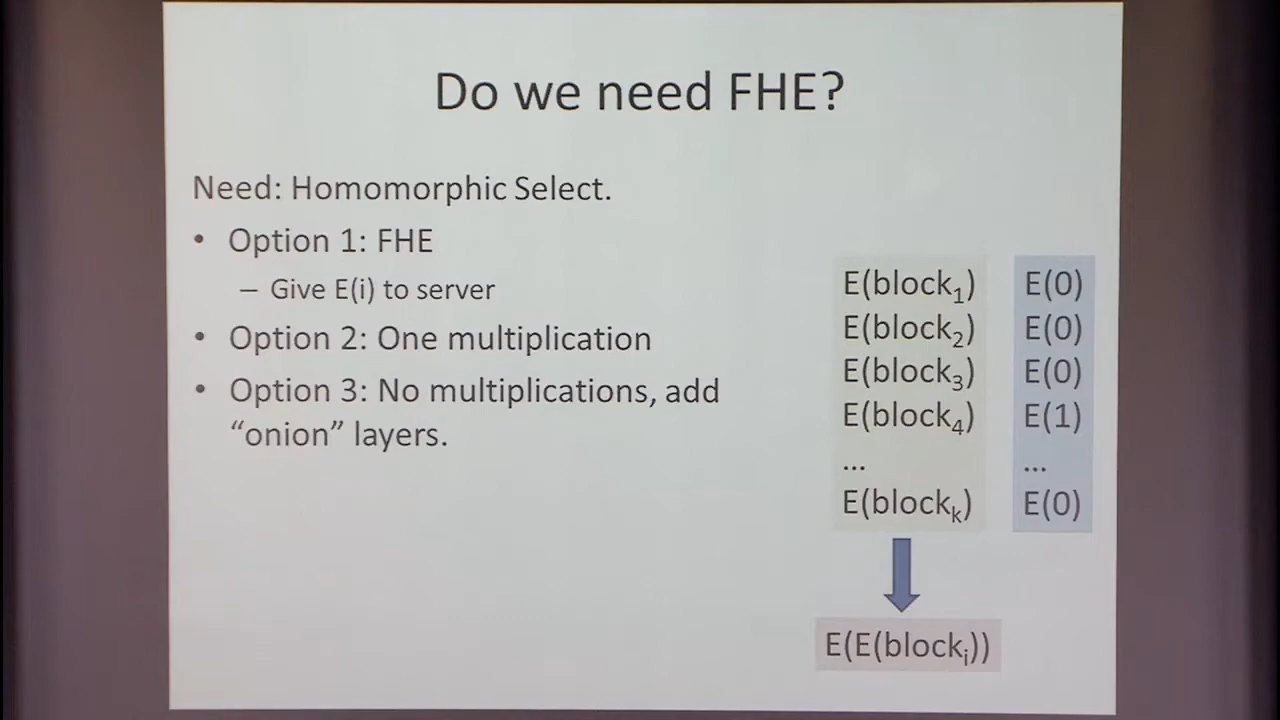 Do we need FHE?
Need: Homomorphic Select.
• Option 1: FHE
– Give E(i) to server
• Option 2: One multiplication
• Option 3: No multiplications, add
“onion” layers.
E(block₁) E(0)
E(block₂) E(0)
E(block₃) E(0)
E(block₄) E(1)
... ...
E(blockₖ) E(0)
E(E(blockᵢ))